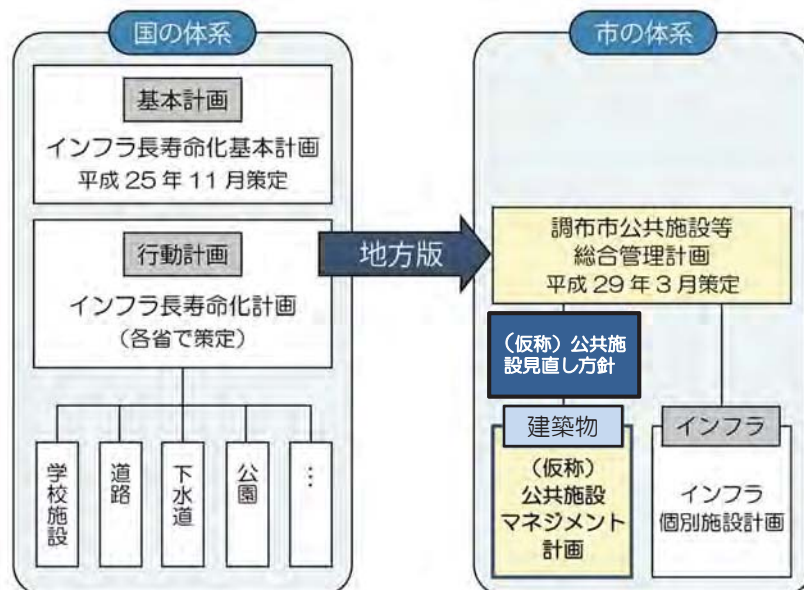 国の体系
基本計画
インフラ長寿命化基本計画
平成 25 年 11 月策定
行動計画
インフラ長寿命化計画
(各省で策定)
学校施設
道路
下水道
公園
…
地方版
市の体系
調布市公共施設等
総合管理計画
平成 29 年 3 月策定
(仮称)公共施
設見直し方針
建築物
(仮称)
公共施設
マネジメント
計画
インフラ
インフラ
個別施設計画